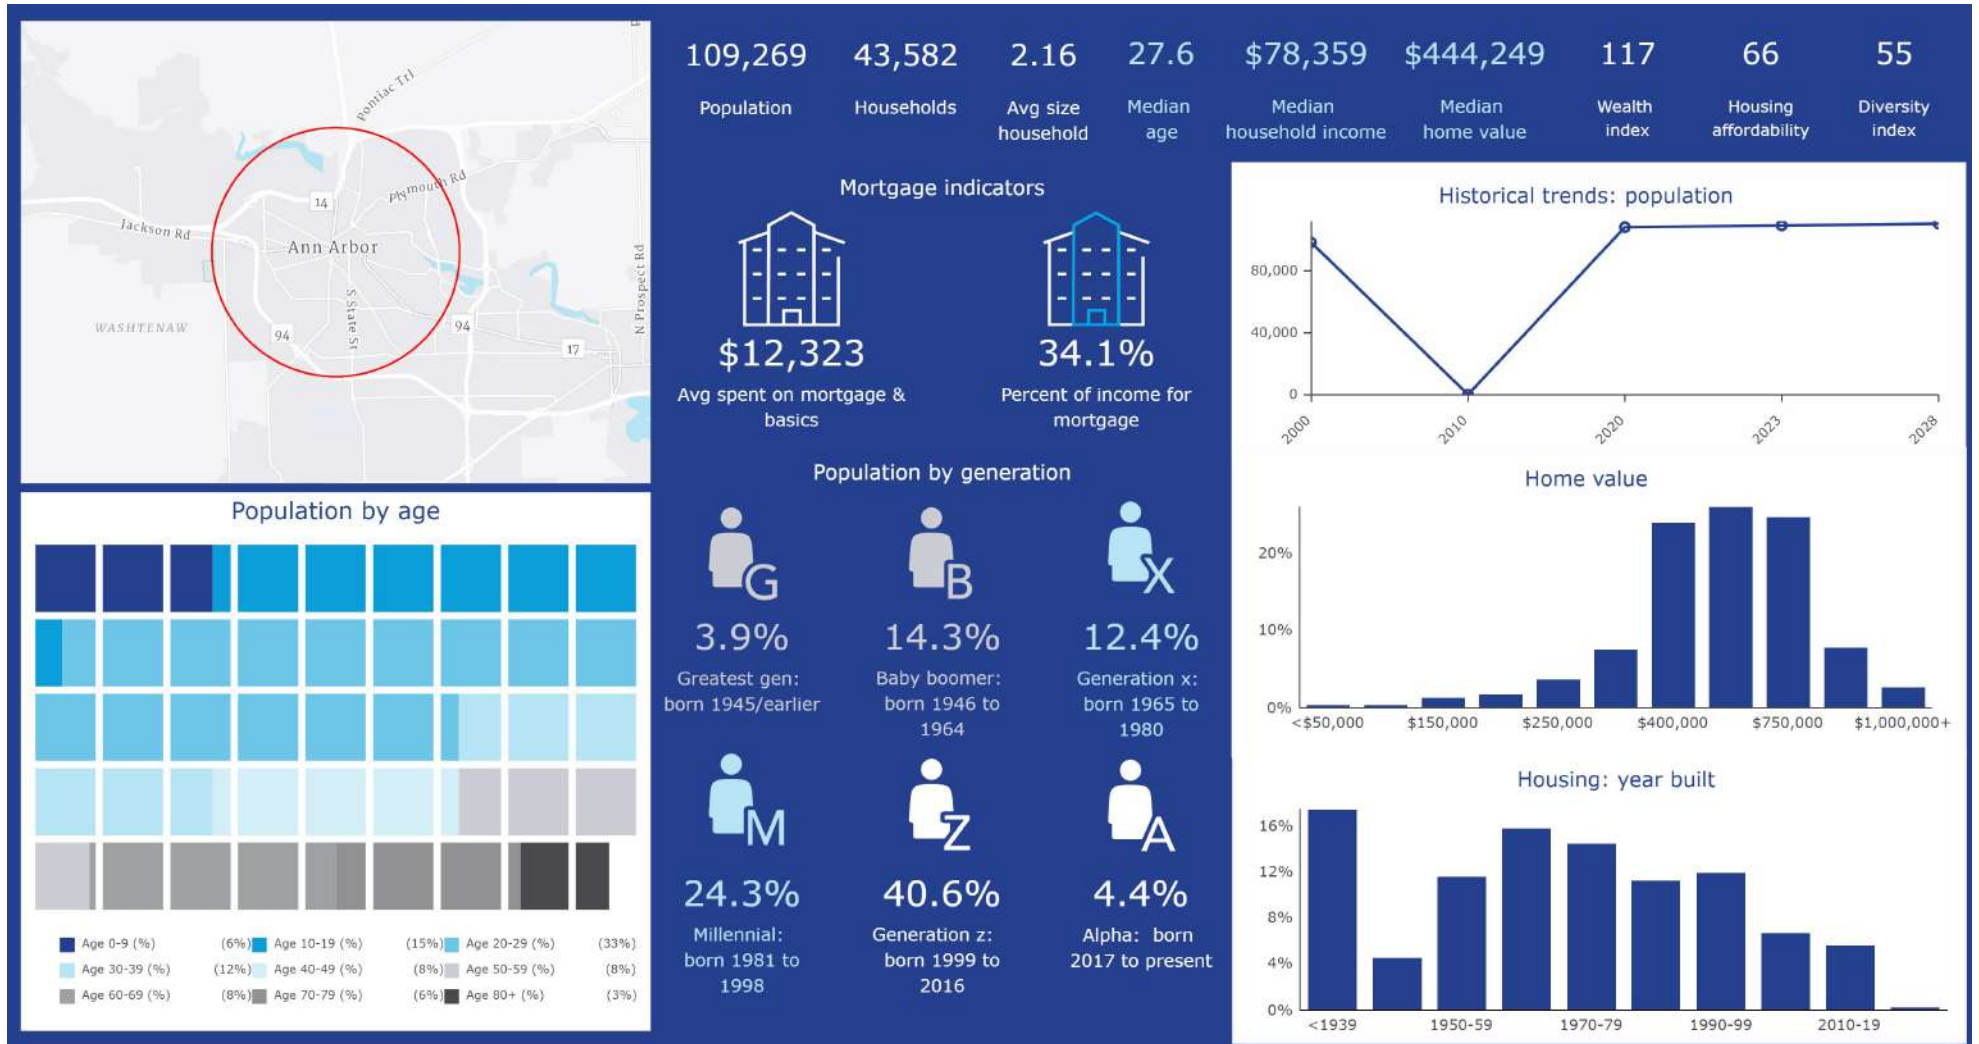 109,269
Population
43,582
Households
2.16
Avg size
household
27.6
Median
age
$78,359
Median
household income
$444,249
Median
home value
117
Wealth
index
66
Housing
affordability
55
Diversity
index
Pontiac Trl
Plymouth Rd
14
Jackson Rd
Ann Arbor
S State St
N Prospect Rd
WASHTENAW
94
94
17
Mortgage indicators
$12,323
Avg spent on mortgage &
basics
34.1%
Percent of income for
mortgage
Historical trends: population
80,000
40,000
0
2000
2010
2020
2023
2028
Population by age
Age 0-9 (%) (6%)
Age 10-19 (%) (15%)
Age 20-29 (%) (33%)
Age 30-39 (%) (12%)
Age 40-49 (%) (8%)
Age 50-59 (%) (8%)
Age 60-69 (%) (8%)
Age 70-79 (%) (6%)
Age 80+ (%) (3%)
Population by generation
G
3.9%
Greatest gen:
born 1945/earlier
B
14.3%
Baby boomer:
born 1946 to
1964
X
12.4%
Generation x:
born 1965 to
1980
M
24.3%
Millennial:
born 1981 to
1998
Z
40.6%
Generation z:
born 1999 to
2016
A
4.4%
Alpha: born
2017 to present
Home value
20%
10%
0%
<$50,000
$150,000
$250,000
$400,000
$750,000
$1,000,000+
Housing: year built
16%
12%
8%
4%
0%
<1939
1950-59
1970-79
1990-99
2010-19